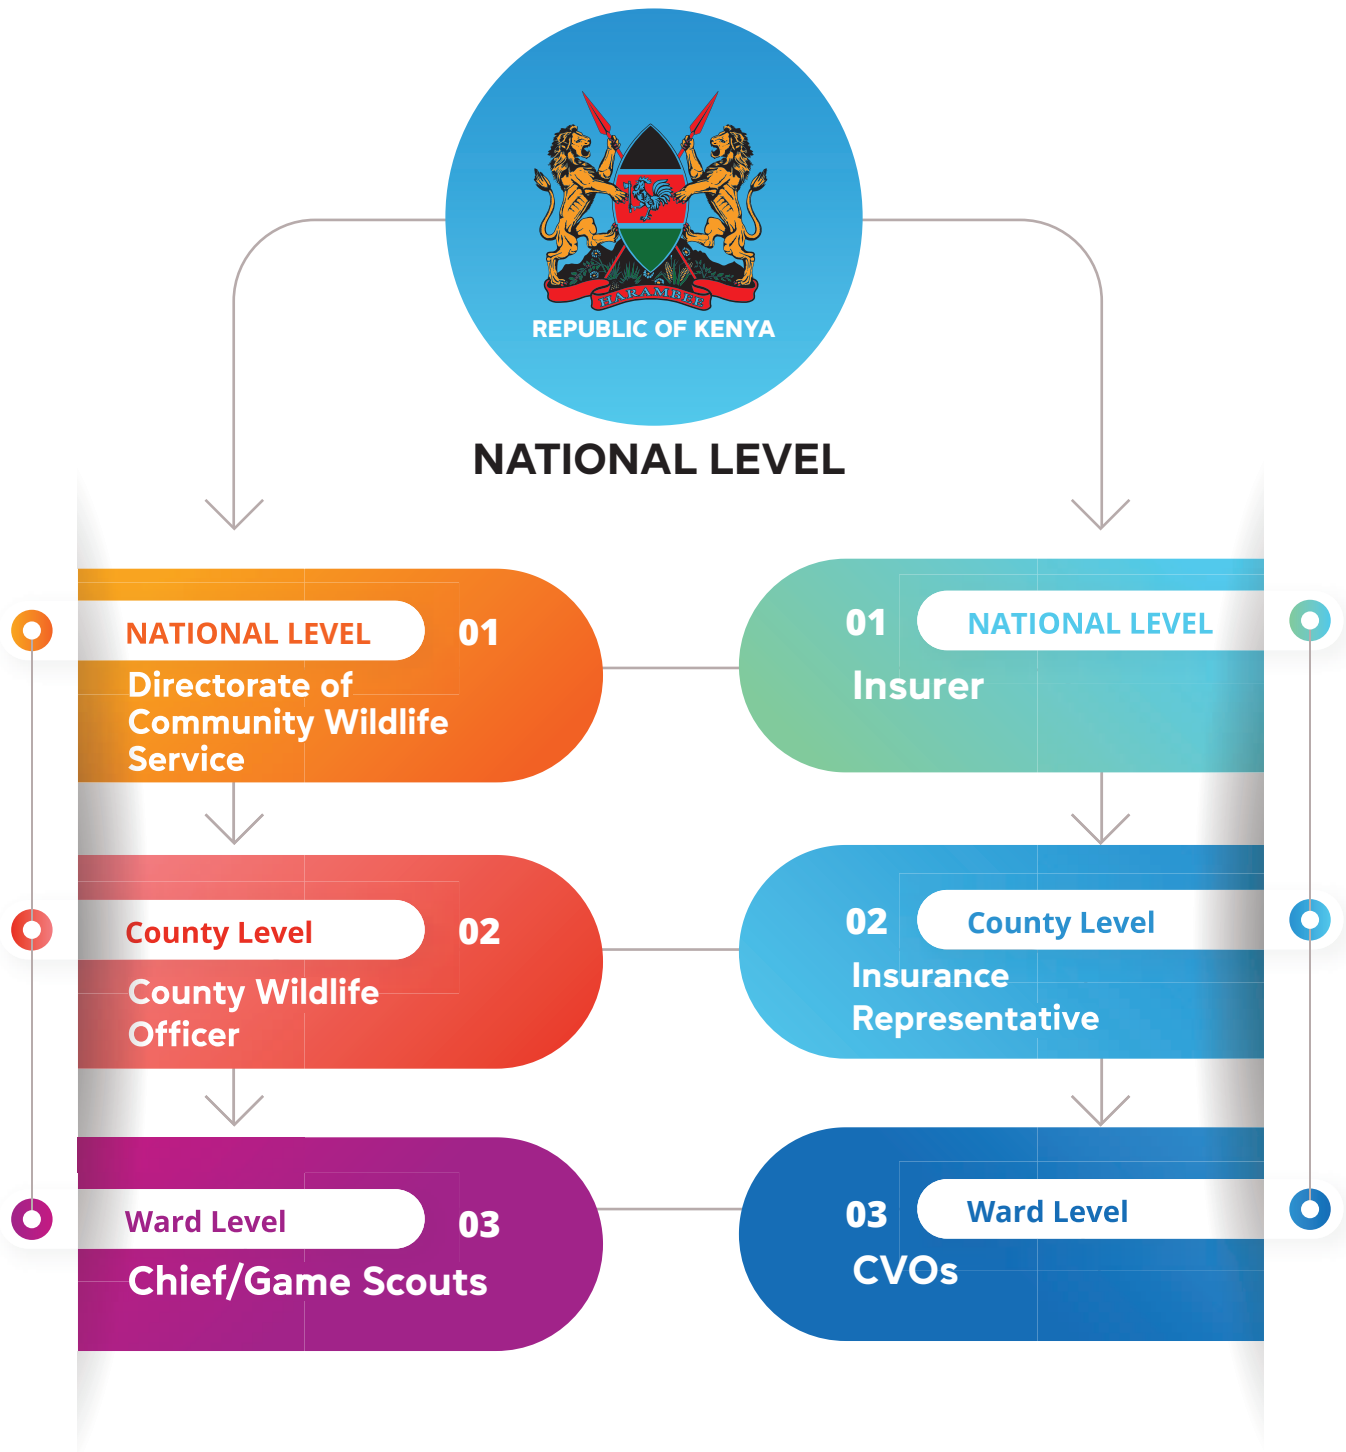 HARAMBEE
REPUBLIC OF KENYA
NATIONAL LEVEL
NATIONAL LEVEL
01
Directorate of
Community Wildlife
Service
01
NATIONAL LEVEL
Insurer
County Level
02
County Wildlife
Officer
02
County Level
Insurance
Representative
Ward Level
03
Chief/Game Scouts
03
Ward Level
CVOs